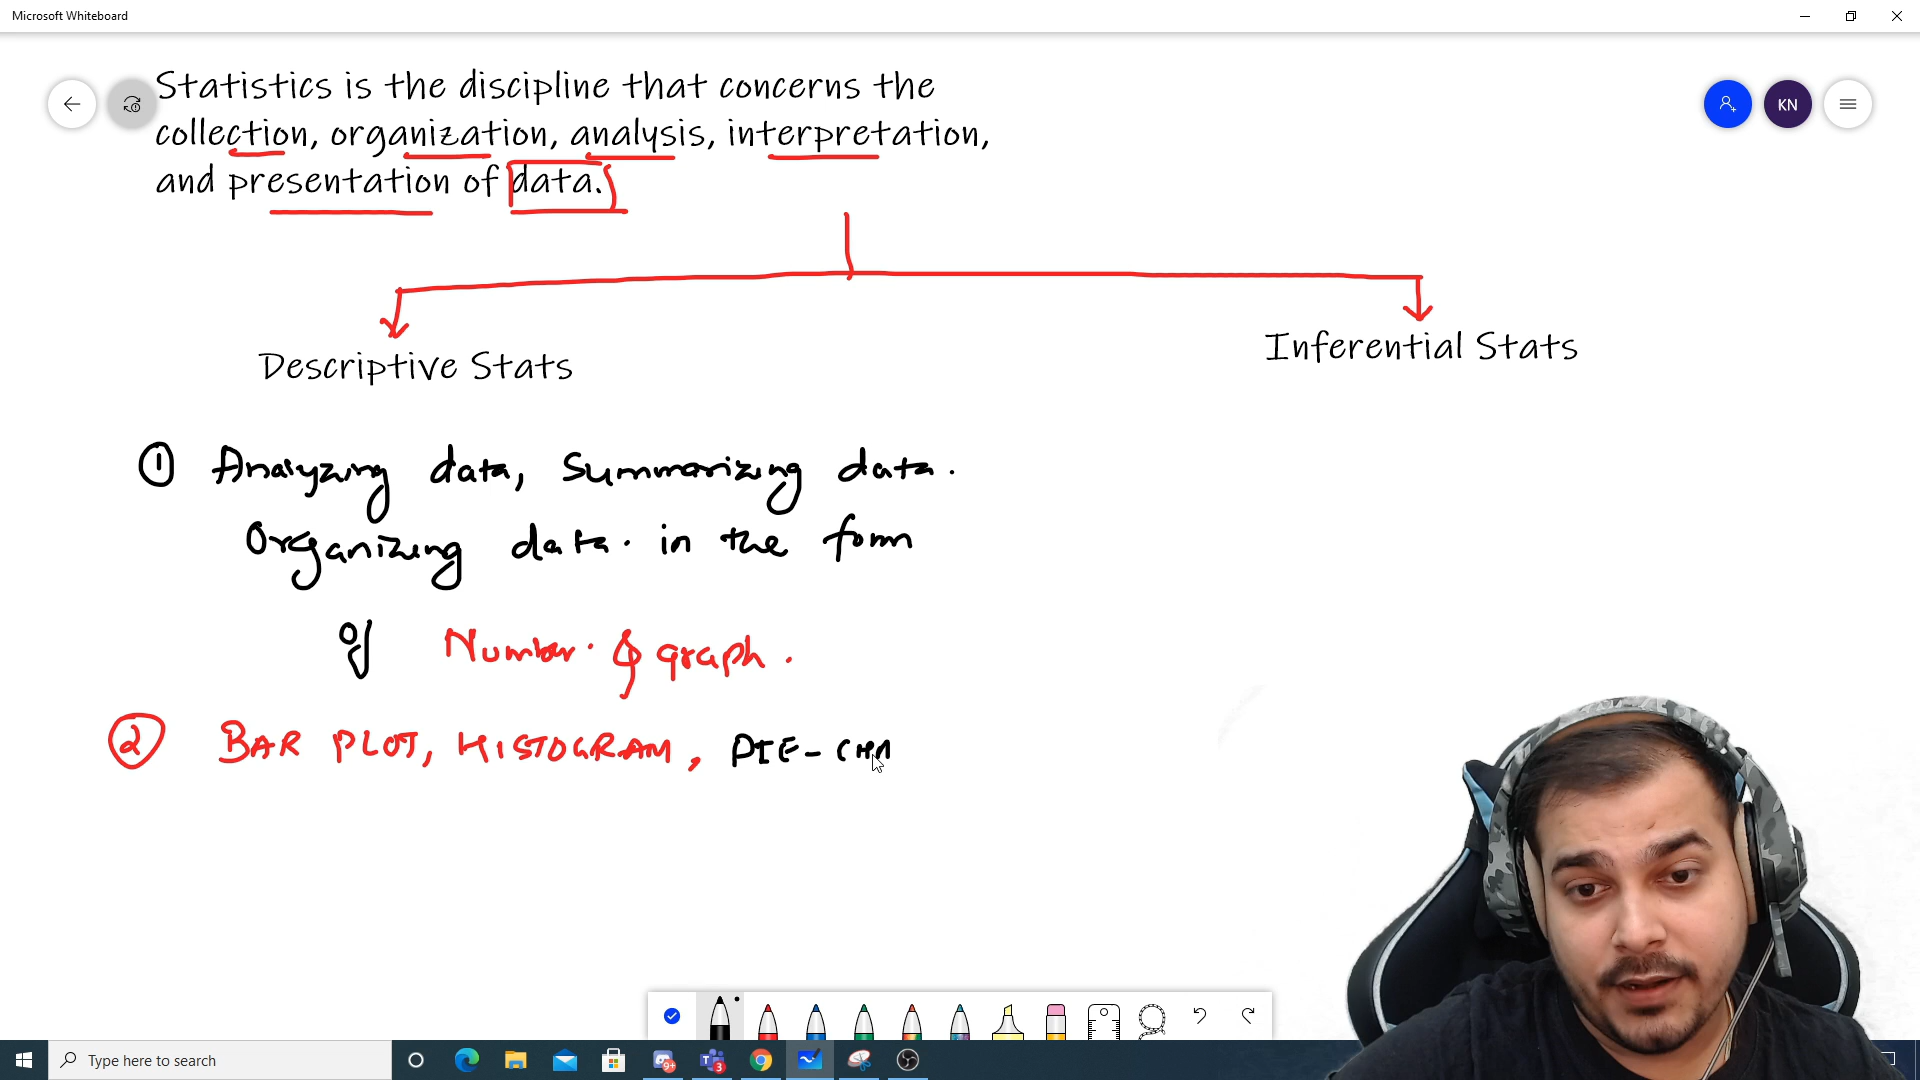 Microsoft Whiteboard
Statistics is the discipline that concerns the
collection, organization, analysis, interpretation,
and presentation of data.
KN
Descriptive Stats
Inferential Stats
① Analyzing data, Summarizing data.
Organizing data. in the form
of Number. & graph.
② BAR PLOT, HISTOGRAM, PIE-CHA
Type here to search
9+
3